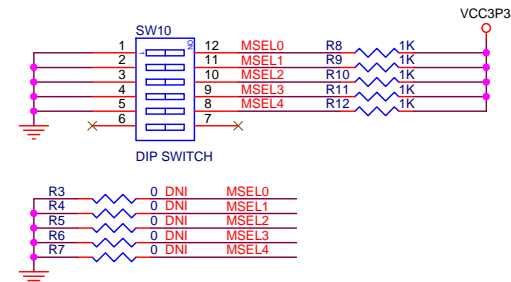 VCC3P3
SW10
1 ON 12 MSEL0 R8 1K
2 11 MSEL1 R9 1K
3 10 MSEL2 R10 1K
4 9 MSEL3 R11 1K
5 8 MSEL4 R12 1K
6 7
DIP SWITCH
R3 0 DNI MSEL0
R4 0 DNI MSEL1
R5 0 DNI MSEL2
R6 0 DNI MSEL3
R7 0 DNI MSEL4